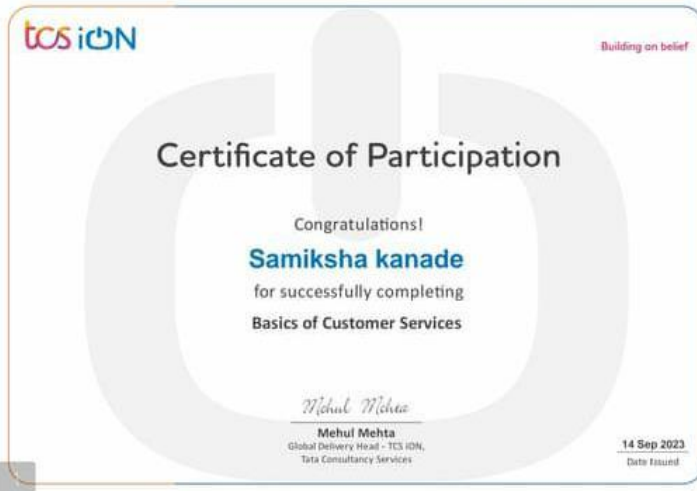 tcs iON
Building on belief
Certificate of Participation
Congratulations!
Samiksha kanade
for successfully completing
Basics of Customer Services
Mehul Mehta
Mehul Mehta
Global Delivery Head - TCS iON,
Tata Consultancy Services
14 Sep 2023
Date Issued